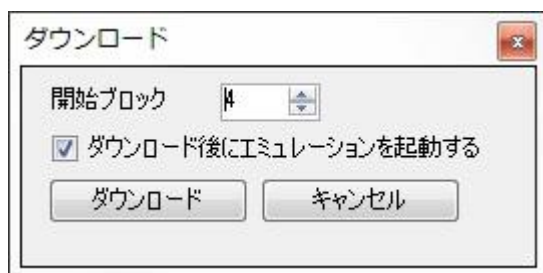 ダウンロード
開始ブロック 4
ダウンロード後にエミュレーションを起動する
ダウンロード キャンセル